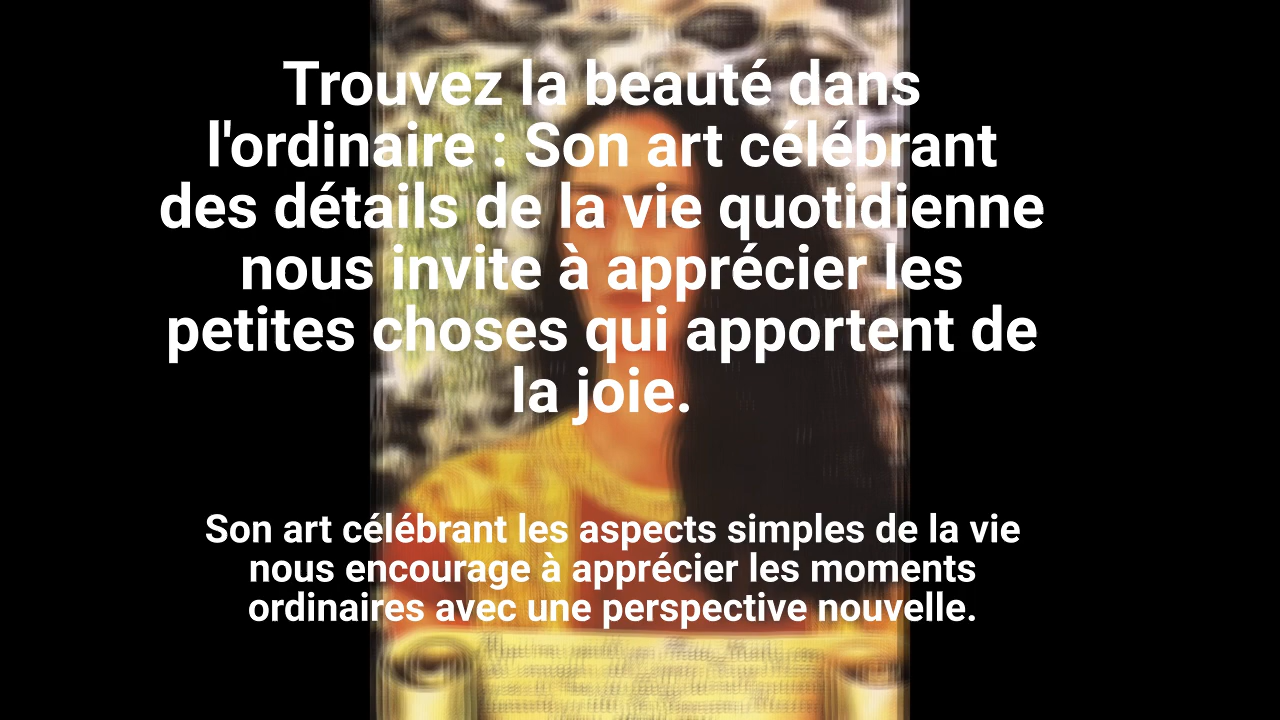 Trouvez la beauté dans
l'ordinaire : Son art célébrant
des détails de la vie quotidienne
nous invite à apprécier les
petites choses qui apportent de
la joie.
Son art célébrant les aspects simples de la vie
nous encourage à apprécier les moments
ordinaires avec une perspective nouvelle.